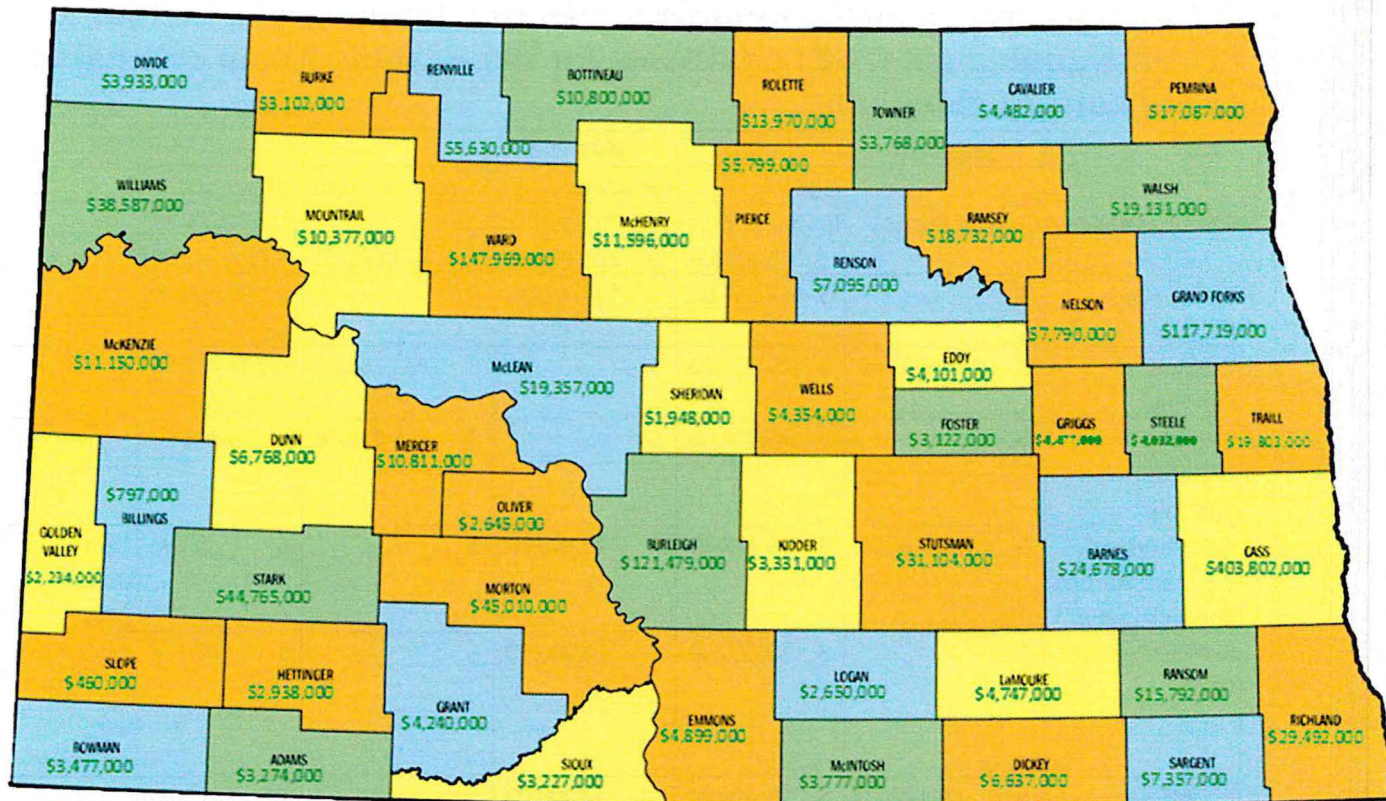 DIVIDE
$3,933,000
BURKE
$3,102,000
RENVILLE
$5,630,000
BOTTINEAU
$10,800,000
ROLETTE
$13,970,000
TOWNER
$3,768,000
CAVALIER
$4,482,000
PEMBINA
$17,087,000
WILLIAMS
$38,587,000
MOUNTRAIL
$10,377,000
WARD
$147,969,000
McHENRY
$11,596,000
$5,799,000
PIERCE
BENSON
$7,095,000
RAMSEY
$18,732,000
WALSH
$19,131,000
NELSON
$7,790,000
GRAND FORKS
$117,719,000
McKENZIE
$11,150,000
DUNN
$6,768,000
McLEAN
$19,357,000
MERCER
$10,811,000
OLIVER
$2,645,000
SHERIDAN
$1,948,000
WELLS
$4,354,000
EDDY
$4,101,000
FOSTER
$3,122,000
GRIGGS
$4,477,000
STEELE
$4,032,000
TRAILL
$19,803,000
GOLDEN
VALLEY
$2,234,000
$797,000
BILLINGS
STARK
$44,765,000
MORTON
$45,010,000
BURLEIGH
$121,479,000
KIDDER
$3,331,000
STUTSMAN
$31,104,000
BARNES
$24,678,000
CASS
$403,802,000
SLOPE
$460,000
HETTINGER
$2,938,000
GRANT
$4,240,000
BOWMAN
$3,477,000
ADAMS
$3,274,000
SIOUX
$3,227,000
EMMONS
$4,899,000
LOGAN
$2,650,000
LaMOURE
$4,747,000
RANSOM
$15,792,000
RICHLAND
$29,492,000
McINTOSH
$3,777,000
DICKEY
$6,637,000
SARGENT
$7,357,000